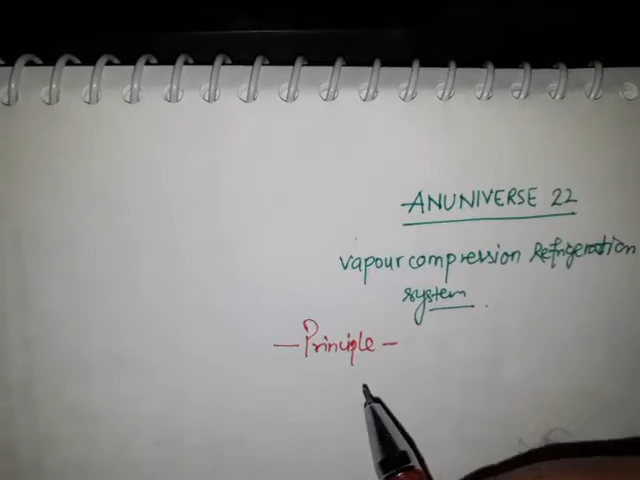 ANUNIVERSE 22
vapour compression Refrigeration
system.
-Principle-